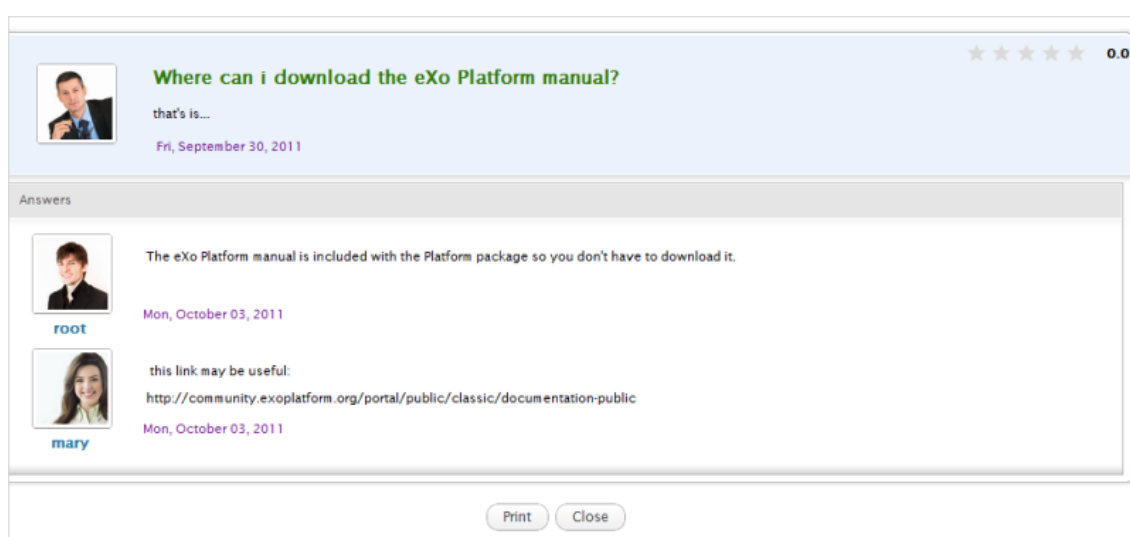 0.0
Where can i download the eXo Platform manual?
that's is...
Fri, September 30, 2011
Answers
The eXo Platform manual is included with the Platform package so you don't have to download it.
Mon, October 03, 2011
root
this link may be useful:
http://community.exoplatform.org/portal/public/classic/documentation-public
Mon, October 03, 2011
mary
Print Close